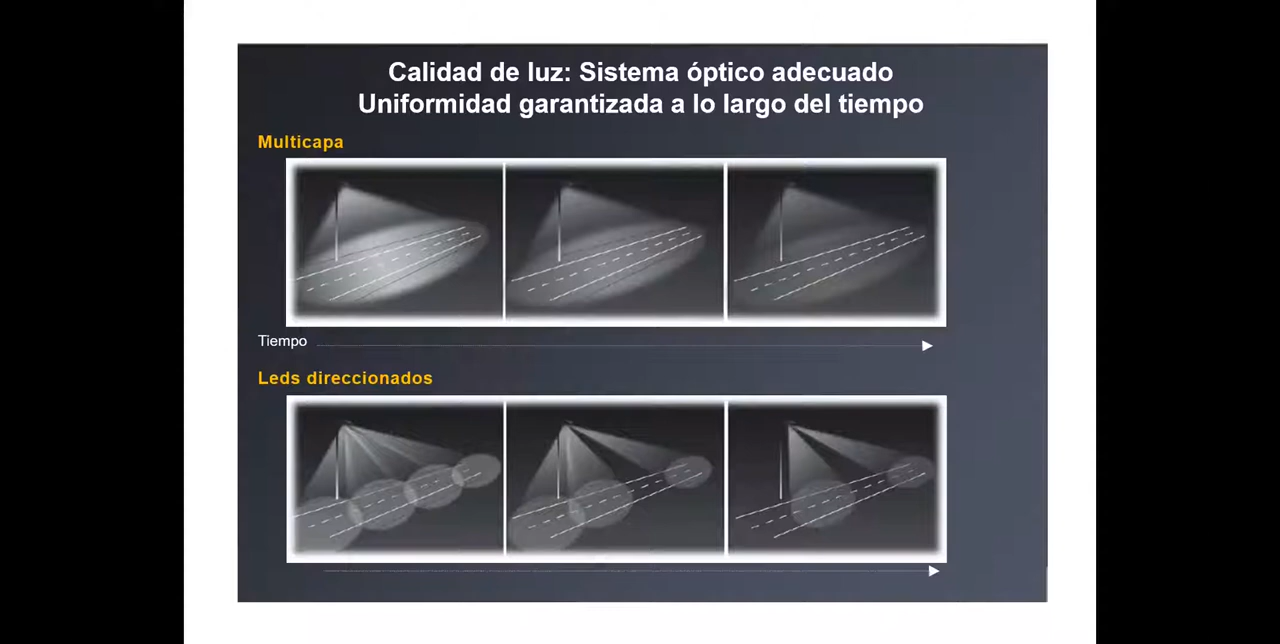 Calidad de luz: Sistema óptico adecuado
Uniformidad garantizada a lo largo del tiempo
Multicapa
Tiempo
Leds direccionados